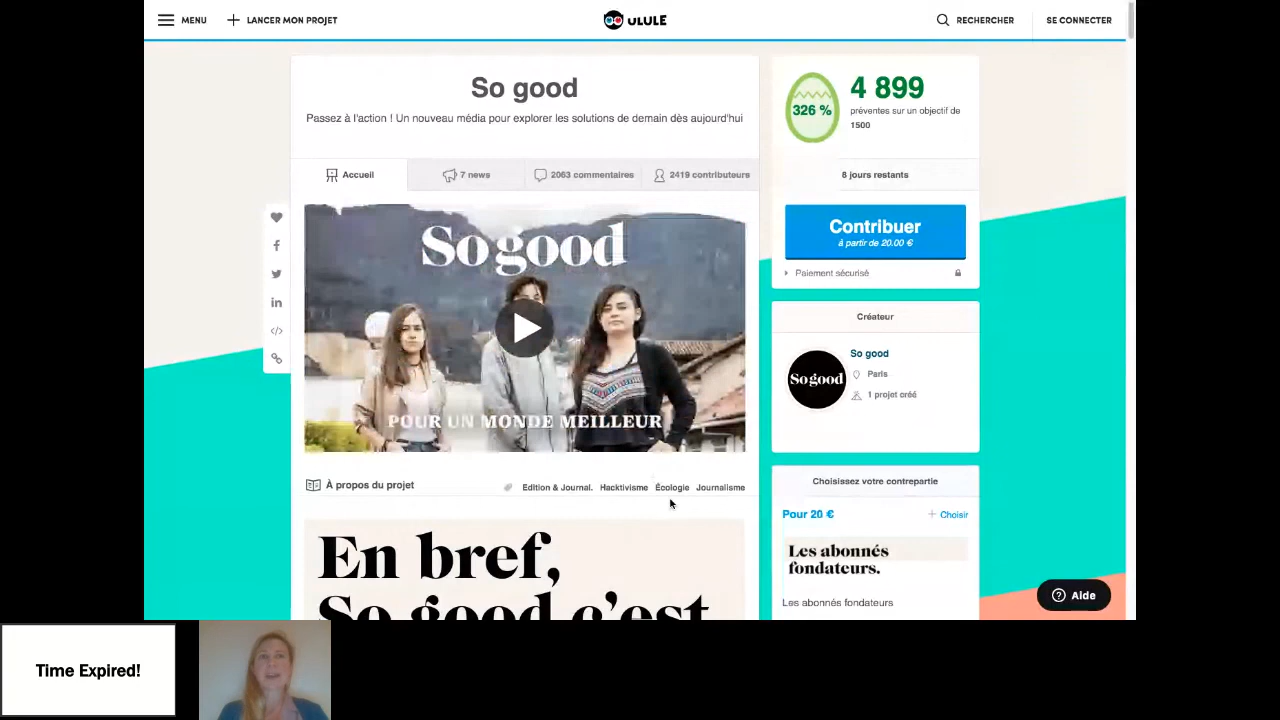 MENU
LANCER MON PROJET
ULULE
RECHERCHER
SE CONNECTER
So good
Passez à l'action ! Un nouveau média pour explorer les solutions de demain dès aujourd'hui
Accueil
7 news
2063 commentaires
2419 contributeurs
So good
POUR UN MONDE MEILLEUR
À propos du projet
Edition & Journal.
Hacktivisme
Écologie
Journalisme
En bref,
So good c'est
326 %
4 899
préventes sur un objectif de
1500
8 jours restants
Contribuer
à partir de 20.00 €
Paiement sécurisé
Créateur
So good
So good
Paris
1 projet créé
Choisissez votre contrepartie
Pour 20 €
+ Choisir
Les abonnés
fondateurs.
Les abonnés fondateurs
Aide
Time Expired!